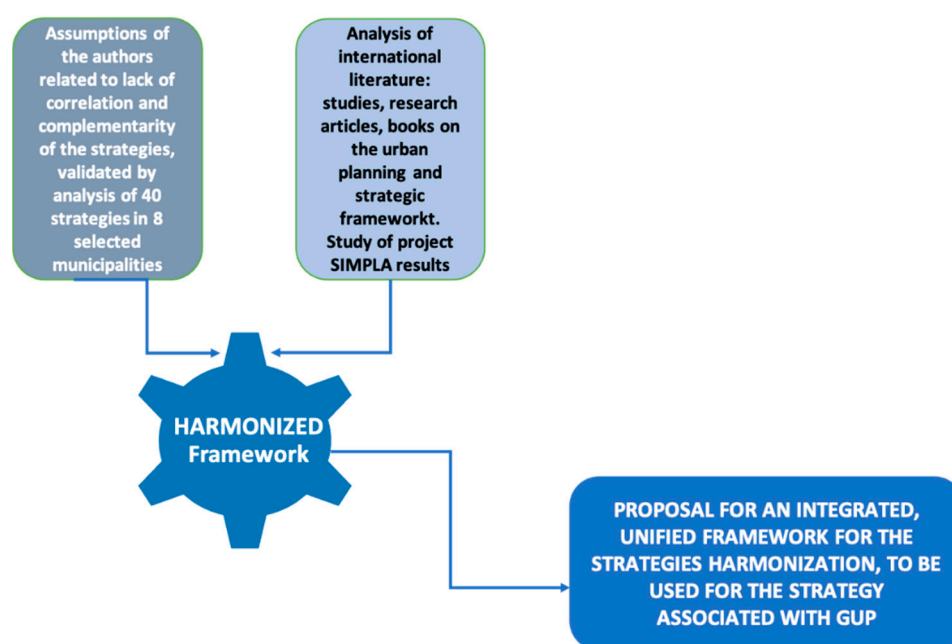 Assumptions of
the authors
related to lack of
correlation and
complementarity
of the strategies,
validated by
analysis of 40
strategies in 8
selected
municipalities
Analysis of
international
literature:
studies, research
articles, books on
the urban
planning and
strategic
frameworkt.
Study of project
SIMPLA results
HARMONIZED
Framework
PROPOSAL FOR AN INTEGRATED,
UNIFIED FRAMEWORK FOR THE
STRATEGIES HARMONIZATION, TO BE
USED FOR THE STRATEGY
ASSOCIATED WITH GUP